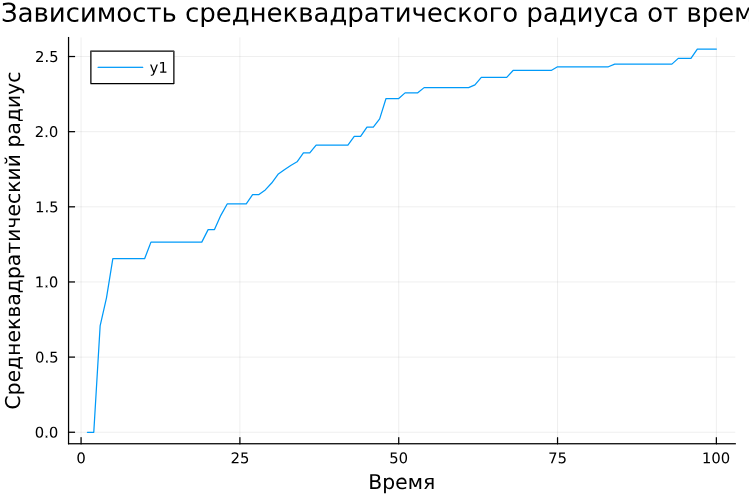 Зависимость среднеквадратического радиуса от врем
y1
Среднеквадратический радиус
2.5
2.0
1.5
1.0
0.5
0.0
0 25 50 75 100
Время